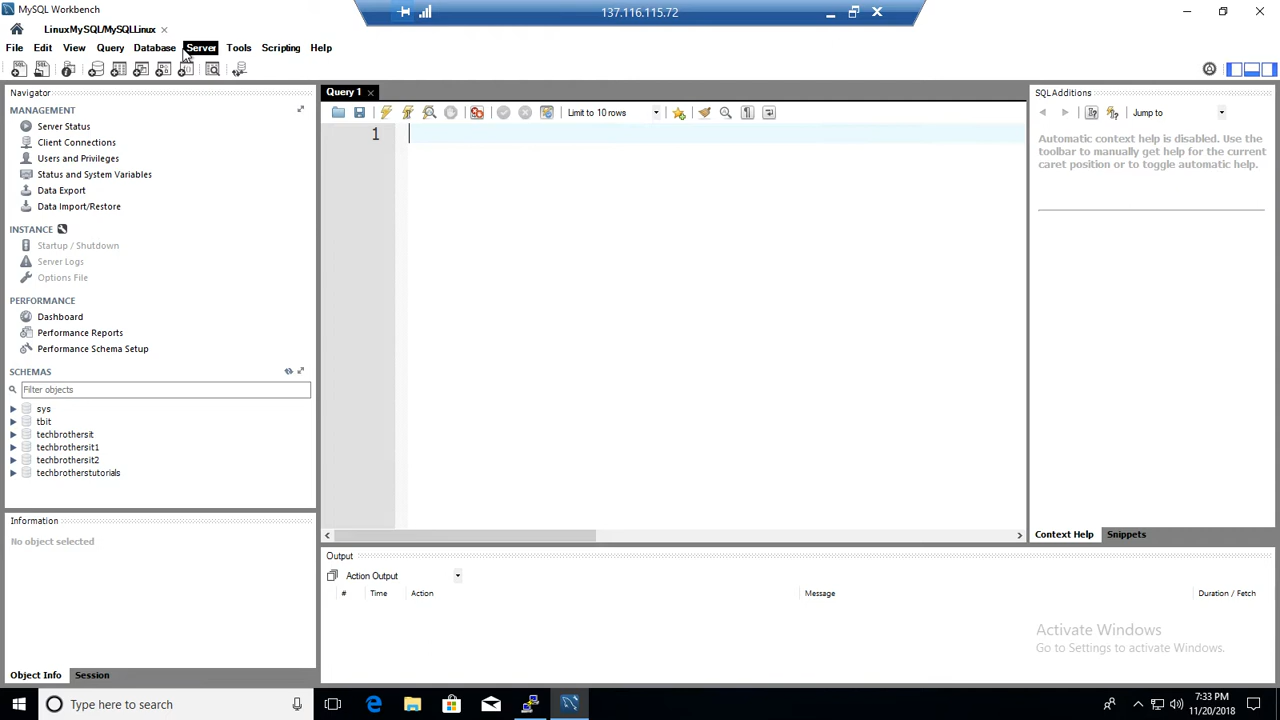 MySQL Workbench
137.116.115.72
LinuxMySQL/MySQLLinux
File Edit View Query Database Server Tools Scripting Help
Navigator
MANAGEMENT
Server Status
Client Connections
Users and Privileges
Status and System Variables
Data Export
Data Import/Restore
INSTANCE
Startup / Shutdown
Server Logs
Options File
PERFORMANCE
Dashboard
Performance Reports
Performance Schema Setup
SCHEMAS
Filter objects
sys
tbit
techbrothersit
techbrothersit1
techbrothersit2
techbrotherstutorials
Information
No object selected
Object Info Session
Query 1
Limit to 10 rows
1
Output
Action Output
# Time Action Message Duration / Fetch
SQLAdditions
Jump to
Automatic context help is disabled. Use the
toolbar to manually get help for the current
caret position or to toggle automatic help.
Context Help Snippets
Activate Windows
Go to Settings to activate Windows.
Type here to search
7:33 PM
11/20/2018